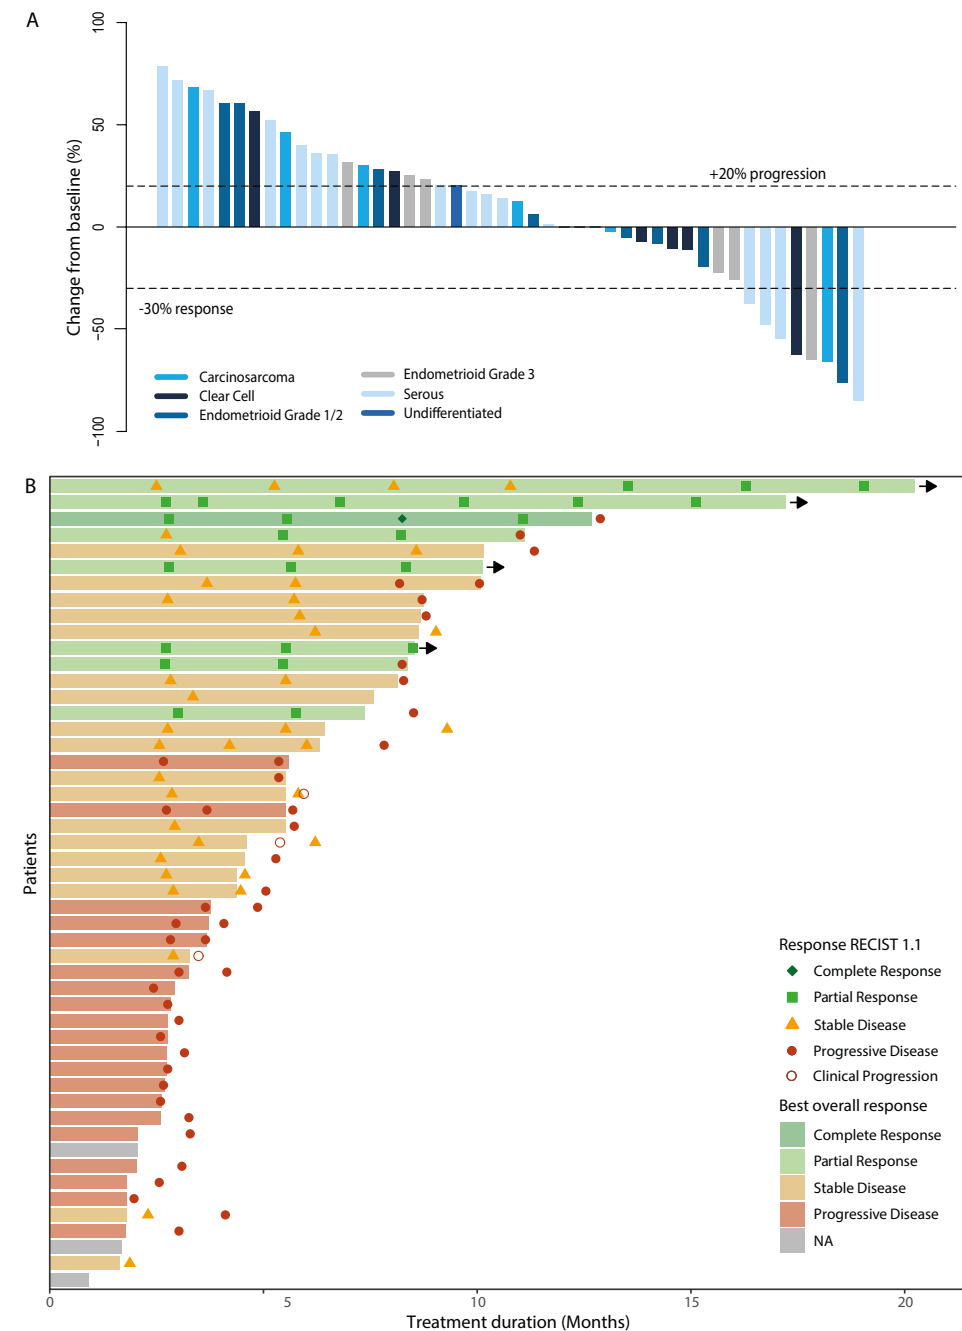 A
Change from baseline (%)
100
50
0
−50
−100
+20% progression
-30% response
Carcinosarcoma
Clear Cell
Endometrioid Grade 1/2
Endometrioid Grade 3
Serous
Undifferentiated
B
Patients
Response RECIST 1.1
Complete Response
Partial Response
Stable Disease
Progressive Disease
Clinical Progression
Best overall response
Complete Response
Partial Response
Stable Disease
Progressive Disease
NA
0 5 10 15 20
Treatment duration (Months)